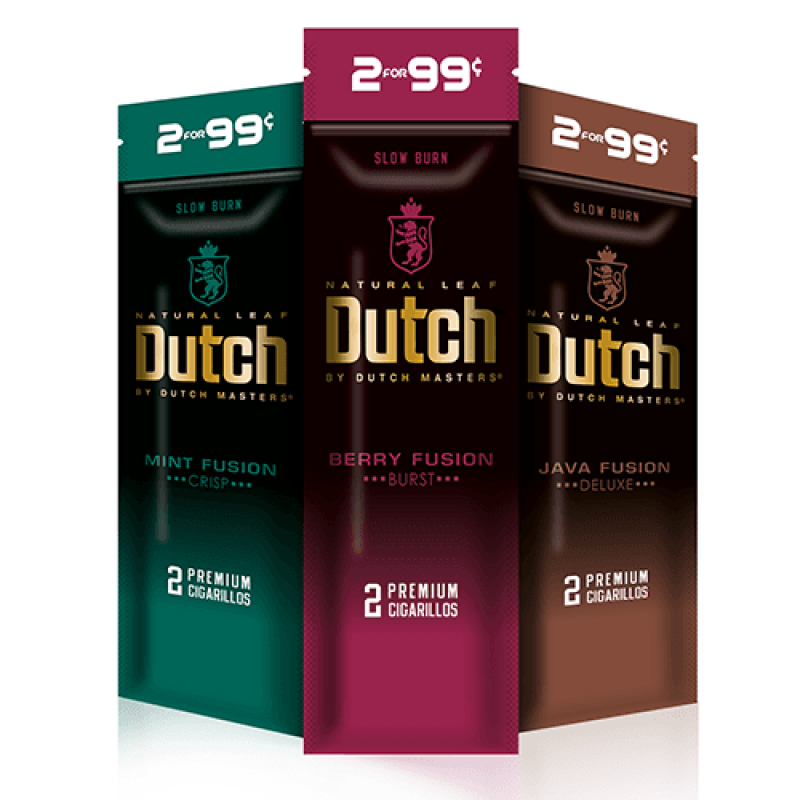 2 FOR 99¢
SLOW BURN
NATURAL LEAF
Dutch
BY DUTCH MASTERS®
MINT FUSION
•••CRISP•••
2 PREMIUM
CIGARILLOS
2 FOR 99¢
SLOW BURN
NATURAL LEAF
Dutch
BY DUTCH MASTERS®
BERRY FUSION
•••BURST•••
2 PREMIUM
CIGARILLOS
2 FOR 99¢
SLOW BURN
NATURAL LEAF
Dutch
BY DUTCH MASTERS®
JAVA FUSION
•••DELUXE•••
2 PREMIUM
CIGARILLOS